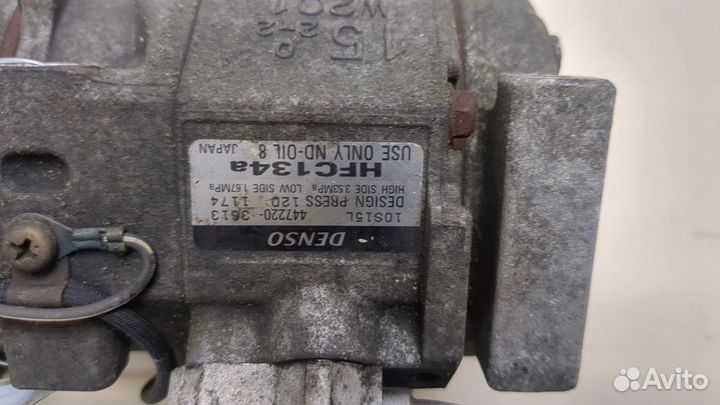 DENSO
10S15L 447220-3613
DESIGN PRESS 12D 1174
HIGH SIDE 3.53MPa LOW SIDE 1.67MPa
HFC134a
USE ONLY ND-OIL 8 JAPAN
Avito